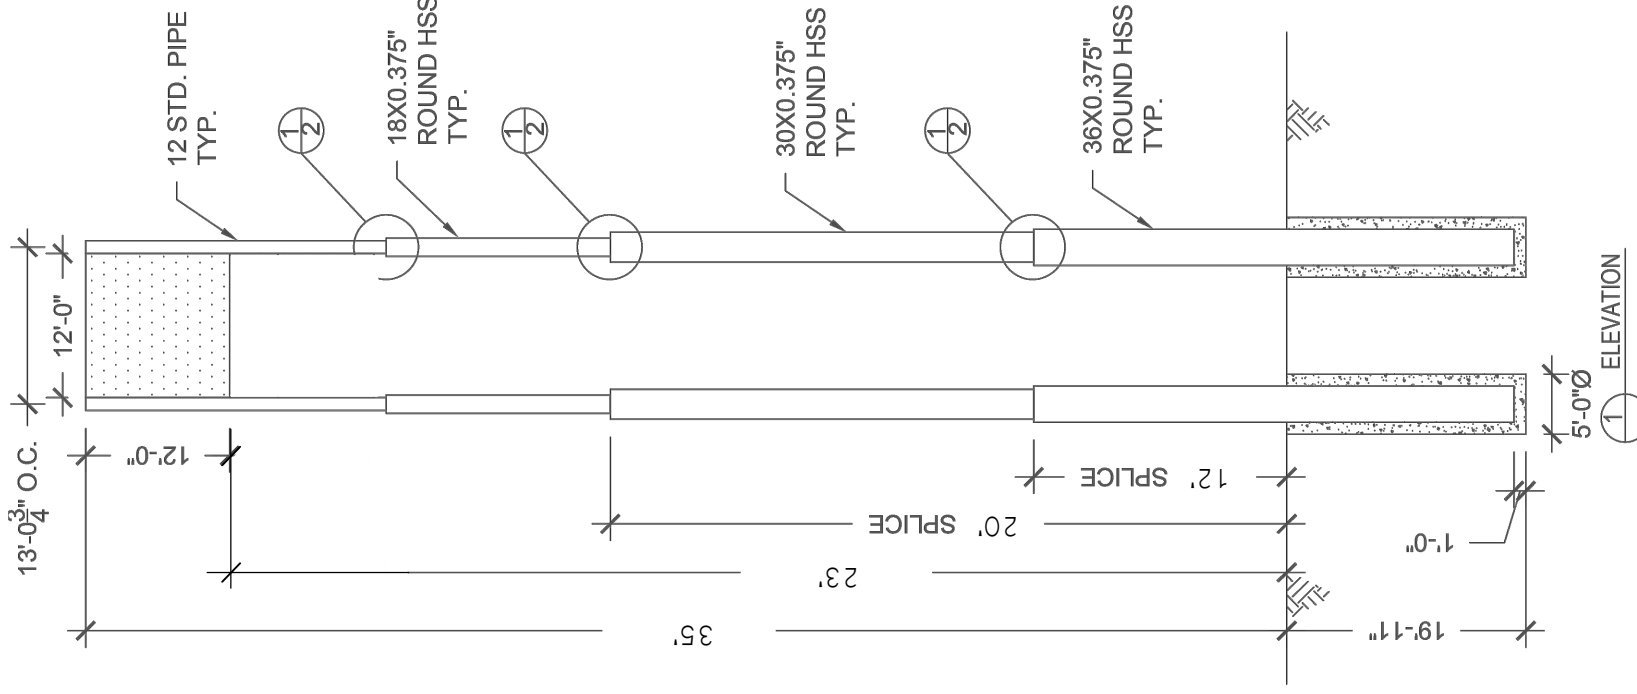 12 STD. PIPE
TYP.
18X0.375"
ROUND HSS
TYP.
30X0.375"
ROUND HSS
TYP.
36X0.375"
ROUND HSS
TYP.
1
2
1
2
1
2
13'-0 3/4" O.C.
12'-0"
12'-0"
12' SPLICE
20' SPLICE
23'
35'
1'-0"
19'-11"
5'-0"Ø
1
ELEVATION